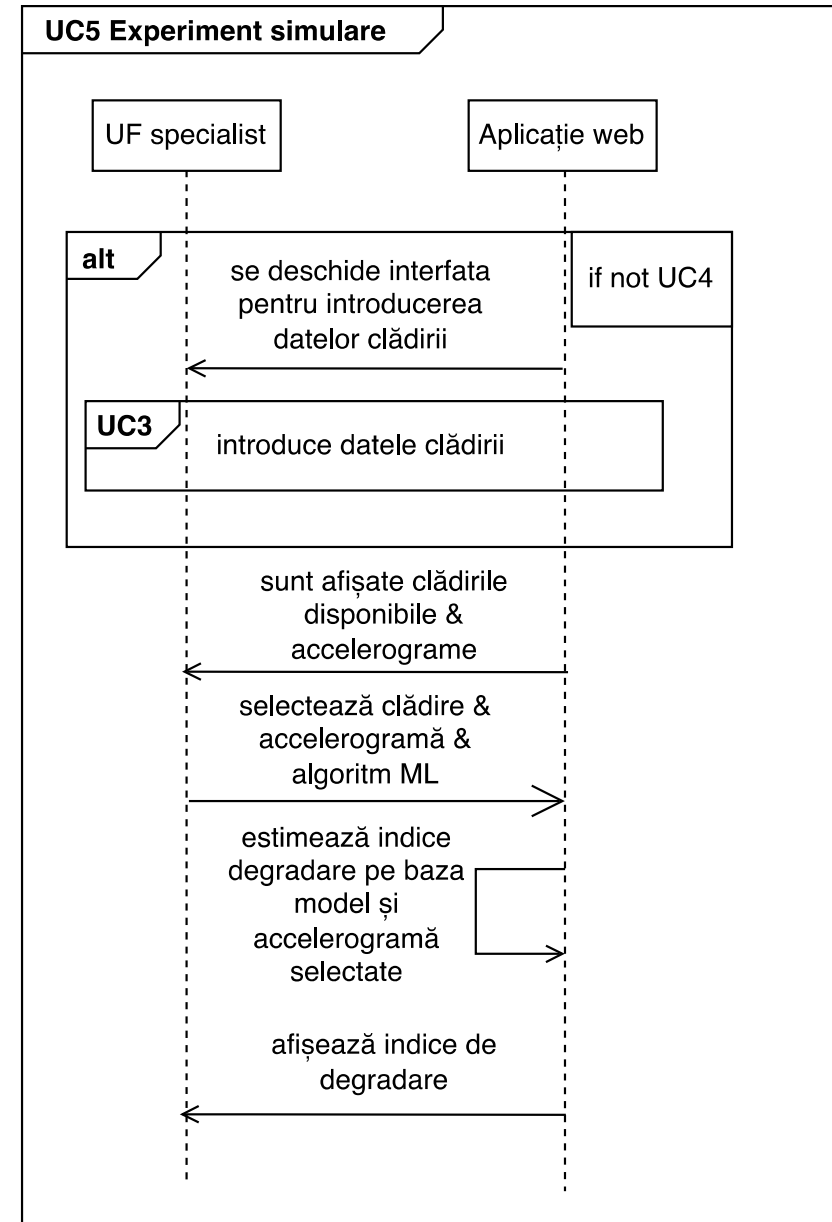 UC5 Experiment simulare
UF specialist
Aplicație web
alt
if not UC4
se deschide interfata
pentru introducerea
datelor clădirii
UC3
introduce datele clădirii
sunt afișate clădirile
disponibile &
accelerograme
selectează clădire &
accelerogramă &
algoritm ML
estimează indice
degradare pe baza
model și
accelerogramă
selectate
afișează indice de
degradare